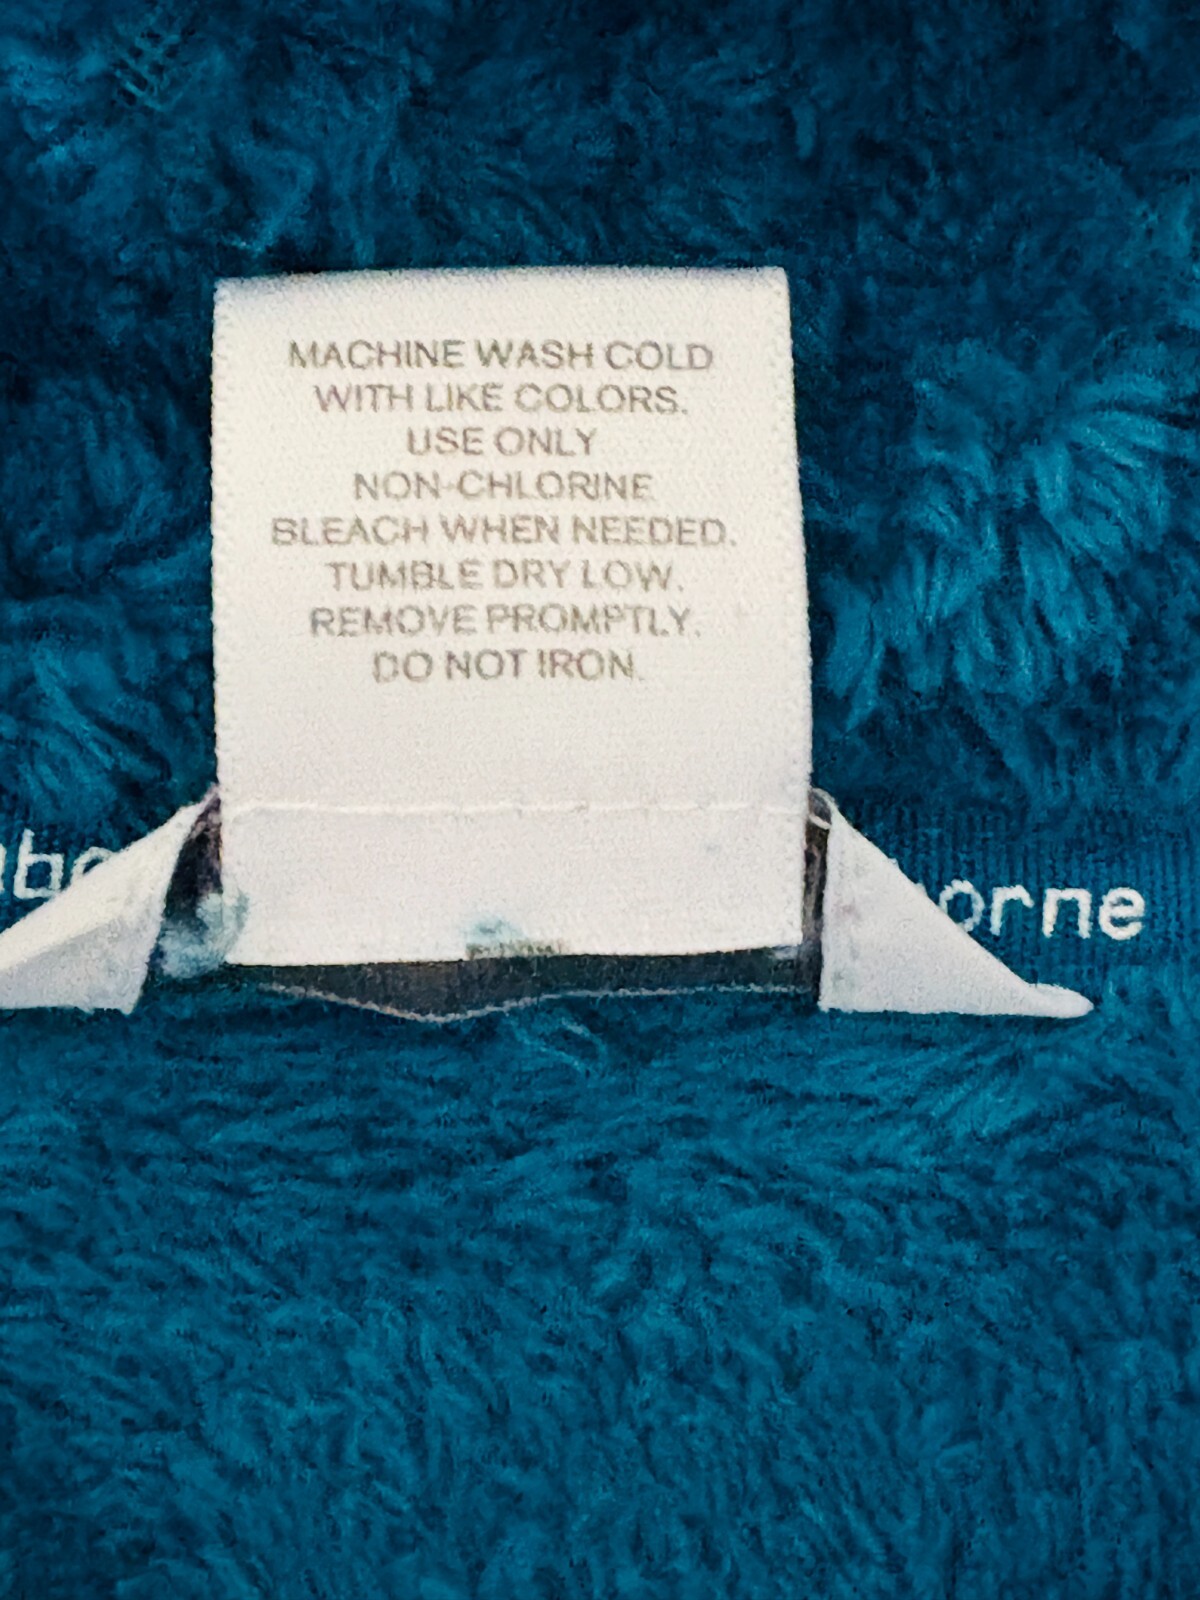 MACHINE WASH COLD
WITH LIKE COLORS.
USE ONLY
NON-CHLORINE
BLEACH WHEN NEEDED.
TUMBLE DRY LOW.
REMOVE PROMPTLY.
DO NOT IRON.